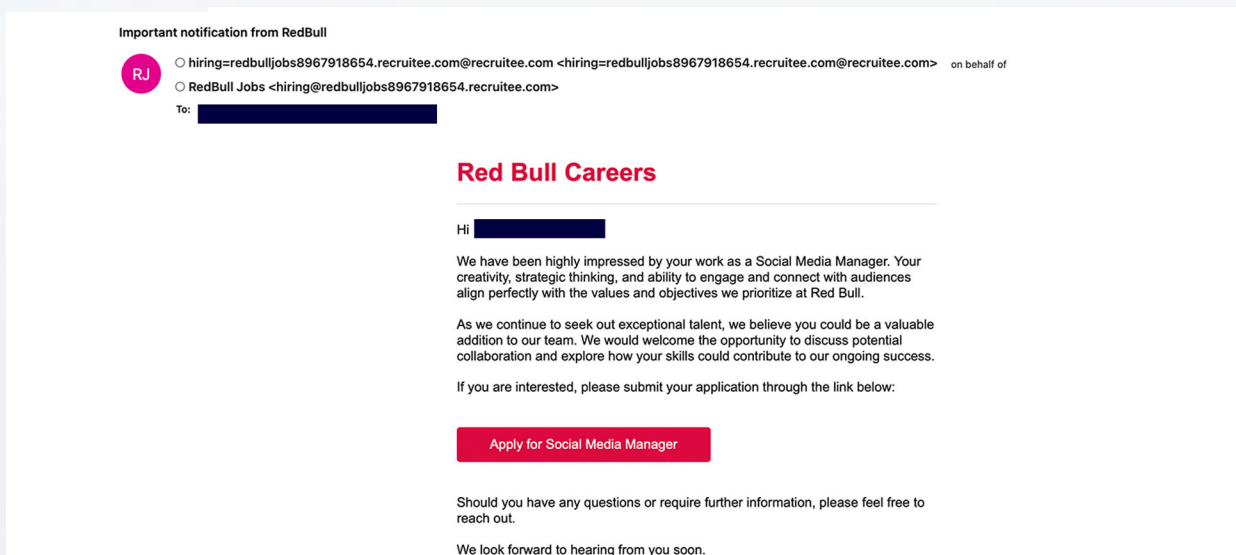 Important notification from RedBull
RJ
hiring=redbulljobs8967918654.recruitee.com@recruitee.com <hiring=redbulljobs8967918654.recruitee.com@recruitee.com> on behalf of
RedBull Jobs <hiring@redbulljobs8967918654.recruitee.com>
To:
Red Bull Careers
Hi
We have been highly impressed by your work as a Social Media Manager. Your
creativity, strategic thinking, and ability to engage and connect with audiences
align perfectly with the values and objectives we prioritize at Red Bull.
As we continue to seek out exceptional talent, we believe you could be a valuable
addition to our team. We would welcome the opportunity to discuss potential
collaboration and explore how your skills could contribute to our ongoing success.
If you are interested, please submit your application through the link below:
Apply for Social Media Manager
Should you have any questions or require further information, please feel free to
reach out.
We look forward to hearing from you soon.